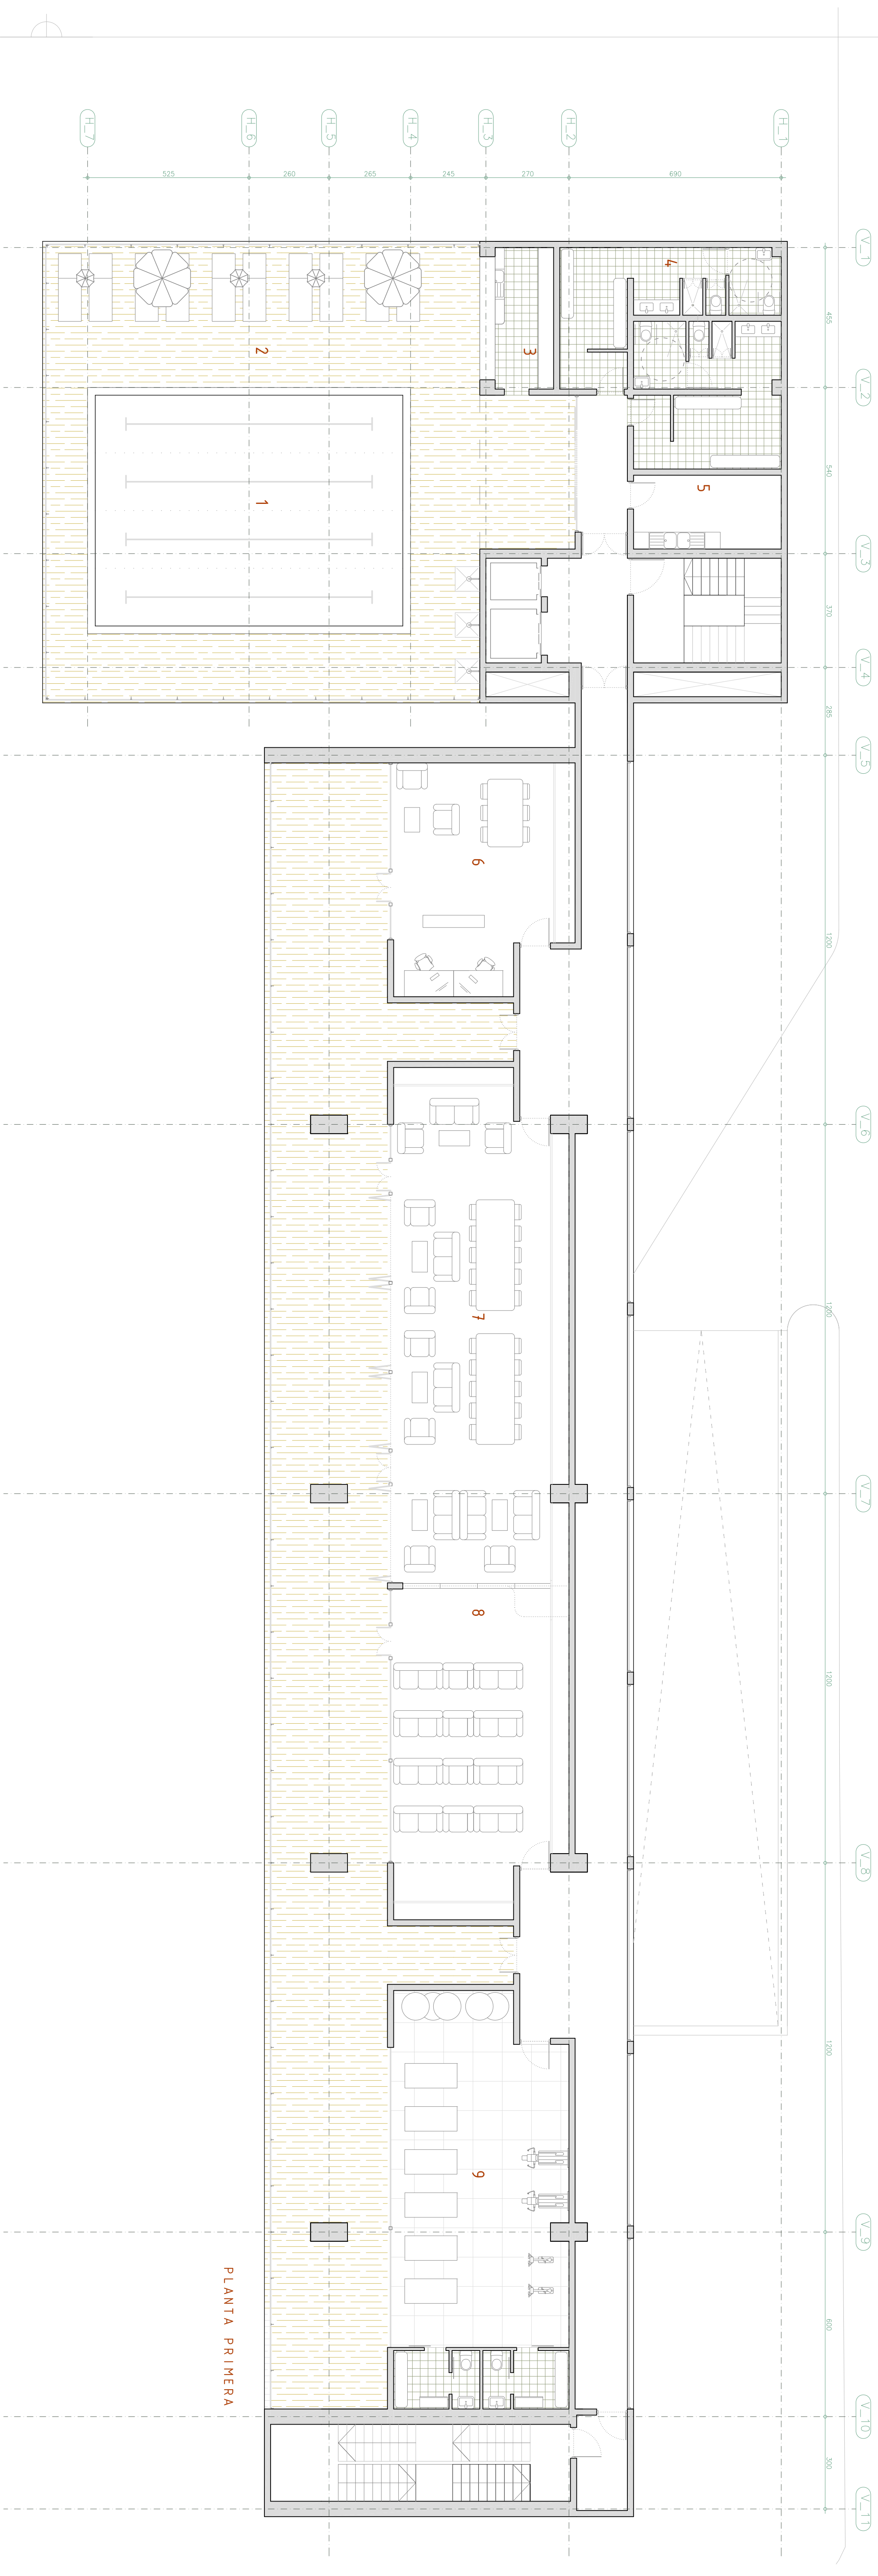 H_7
H_6
H_5
H_4
H_3
H_2
H_1
525
260
265
245
270
690
V_1
455
V_2
540
V_3
370
V_4
285
V_5
1200
V_6
1200
V_7
1200
V_8
1200
V_9
600
V_10
300
V_11
1
2
3
4
5
6
7
8
9
PLANTA PRIMERA